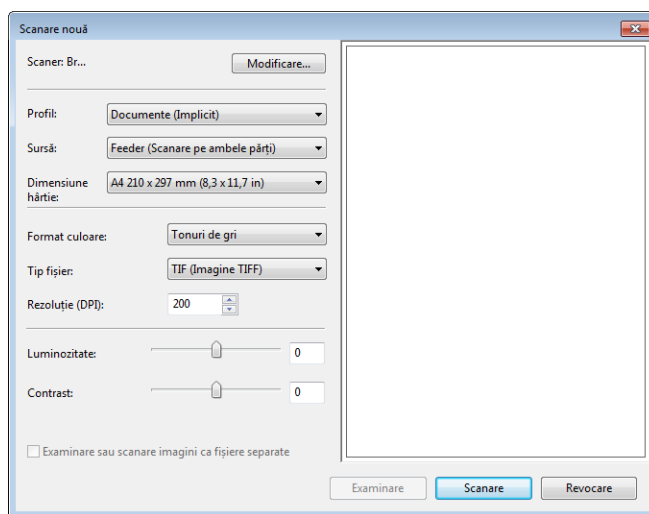 Scanare nouă
Scaner: Br...
Modificare...
Profil:
Documente (Implicit)
Sursă:
Feeder (Scanare pe ambele părți)
Dimensiune
hârtie:
A4 210 x 297 mm (8,3 x 11,7 in)
Format culoare:
Tonuri de gri
Tip fișier:
TIF (Imagine TIFF)
Rezoluție (DPI):
200
Luminozitate:
0
Contrast:
0
Examinare sau scanare imagini ca fișiere separate
Examinare
Scanare
Revocare